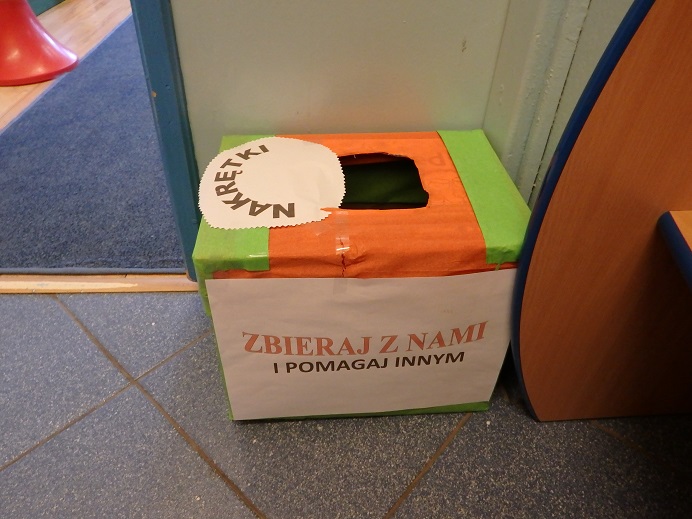 NAKRĘTKI
ZBIERAJ Z NAMI
I POMAGAJ INNYM